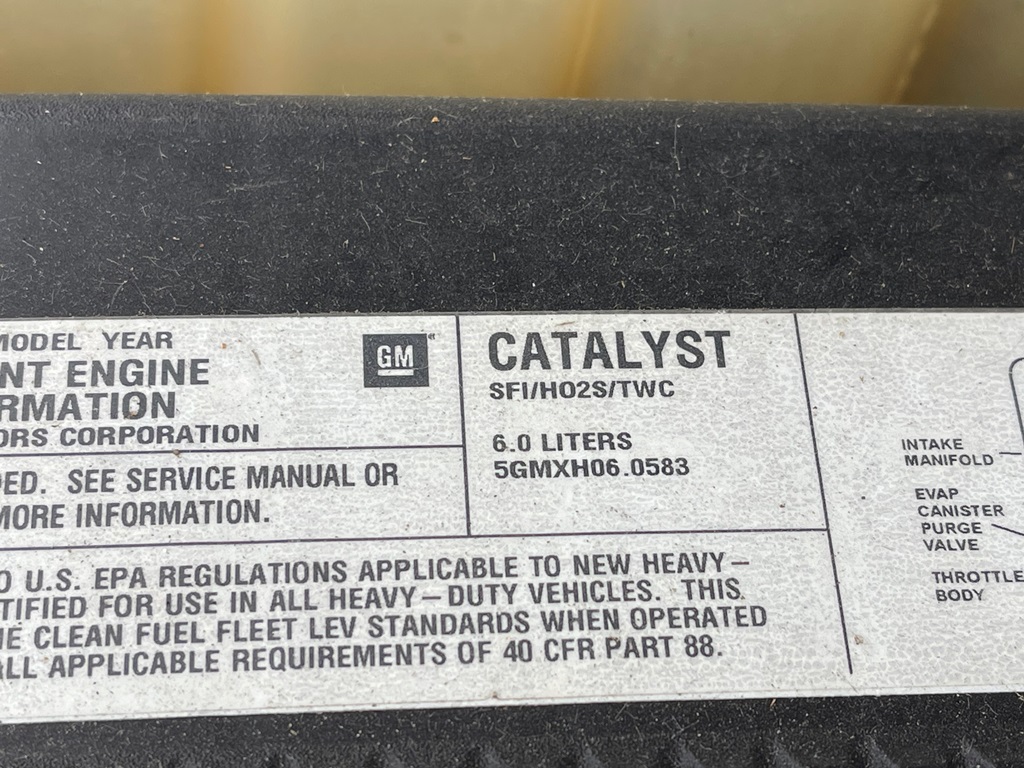 MODEL YEAR
NT ENGINE
RMATION
ORS CORPORATION
GM
CATALYST
SFI/HO2S/TWC
6.0 LITERS
5GMXH06.0583
ED. SEE SERVICE MANUAL OR
MORE INFORMATION.
O U.S. EPA REGULATIONS APPLICABLE TO NEW HEAVY–
TIFIED FOR USE IN ALL HEAVY–DUTY VEHICLES. THIS
HE CLEAN FUEL FLEET LEV STANDARDS WHEN OPERATED
ALL APPLICABLE REQUIREMENTS OF 40 CFR PART 88.
INTAKE
MANIFOLD
EVAP
CANISTER
PURGE
VALVE
THROTTLE
BODY